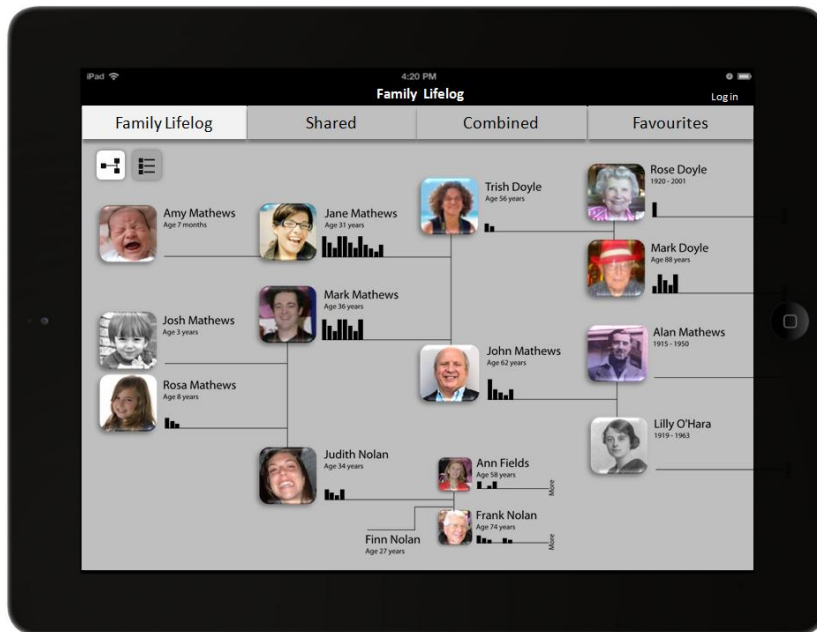 iPad
4:20 PM
Family Lifelog
Log in
Family Lifelog
Shared
Combined
Favourites
Amy Mathews
Age 7 months
Jane Mathews
Age 31 years
Trish Doyle
Age 56 years
Rose Doyle
1920 - 2001
Mark Doyle
Age 88 years
Josh Mathews
Age 3 years
Mark Mathews
Age 36 years
John Mathews
Age 62 years
Alan Mathews
1915 - 1950
Rosa Mathews
Age 8 years
Lilly O'Hara
1919 - 1963
Judith Nolan
Age 34 years
Ann Fields
Age 58 years
More
Frank Nolan
Age 74 years
More
Finn Nolan
Age 27 years